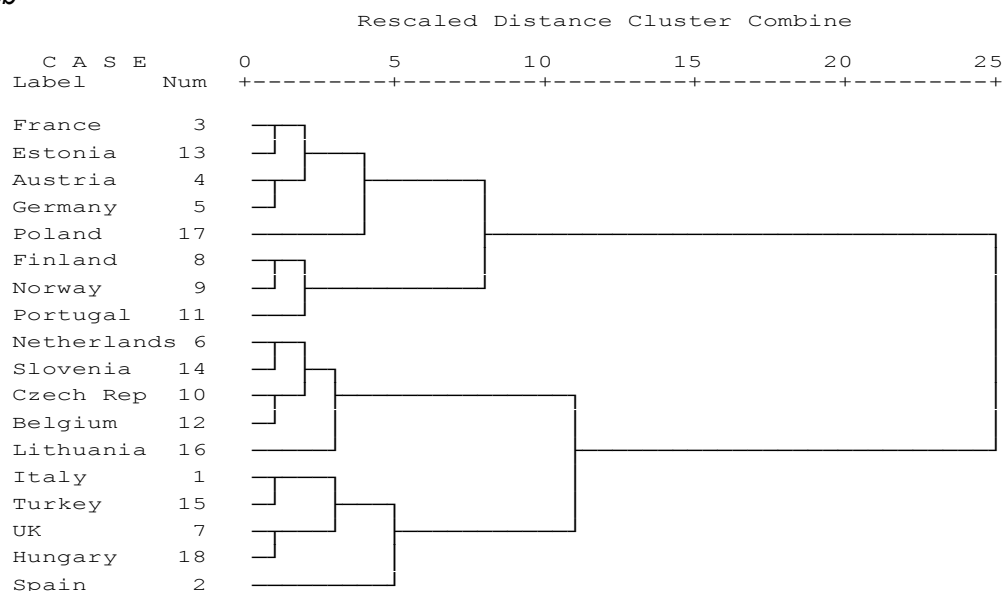 Rescaled Distance Cluster Combine
C A S E 0 5 10 15 20 25
Label Num +---------+---------+---------+---------+---------+
France 3
Estonia 13
Austria 4
Germany 5
Poland 17
Finland 8
Norway 9
Portugal 11
Netherlands 6
Slovenia 14
Czech Rep 10
Belgium 12
Lithuania 16
Italy 1
Turkey 15
UK 7
Hungary 18
Spain 2